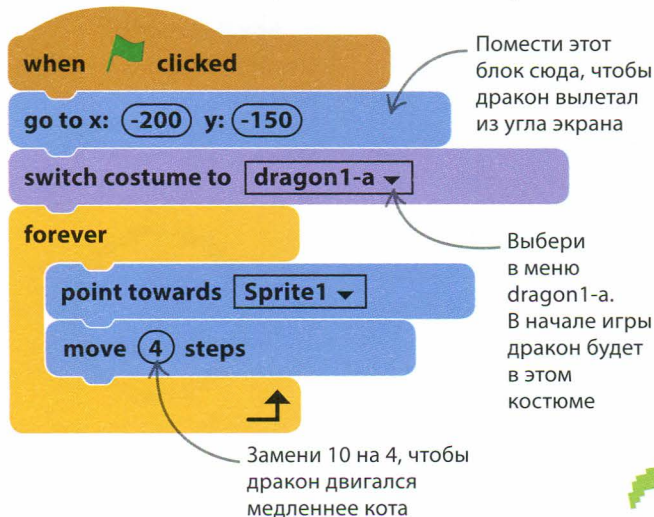 when clicked
go to x: -200 y: -150
switch costume to dragon1-a
forever
point towards Sprite1
move 4 steps
Помести этот
блок сюда, чтобы
дракон вылетал
из угла экрана
Выбери
в меню
dragon1-a.
В начале игры
дракон будет
в этом
костюме
Замени 10 на 4, чтобы
дракон двигался
медленнее кота